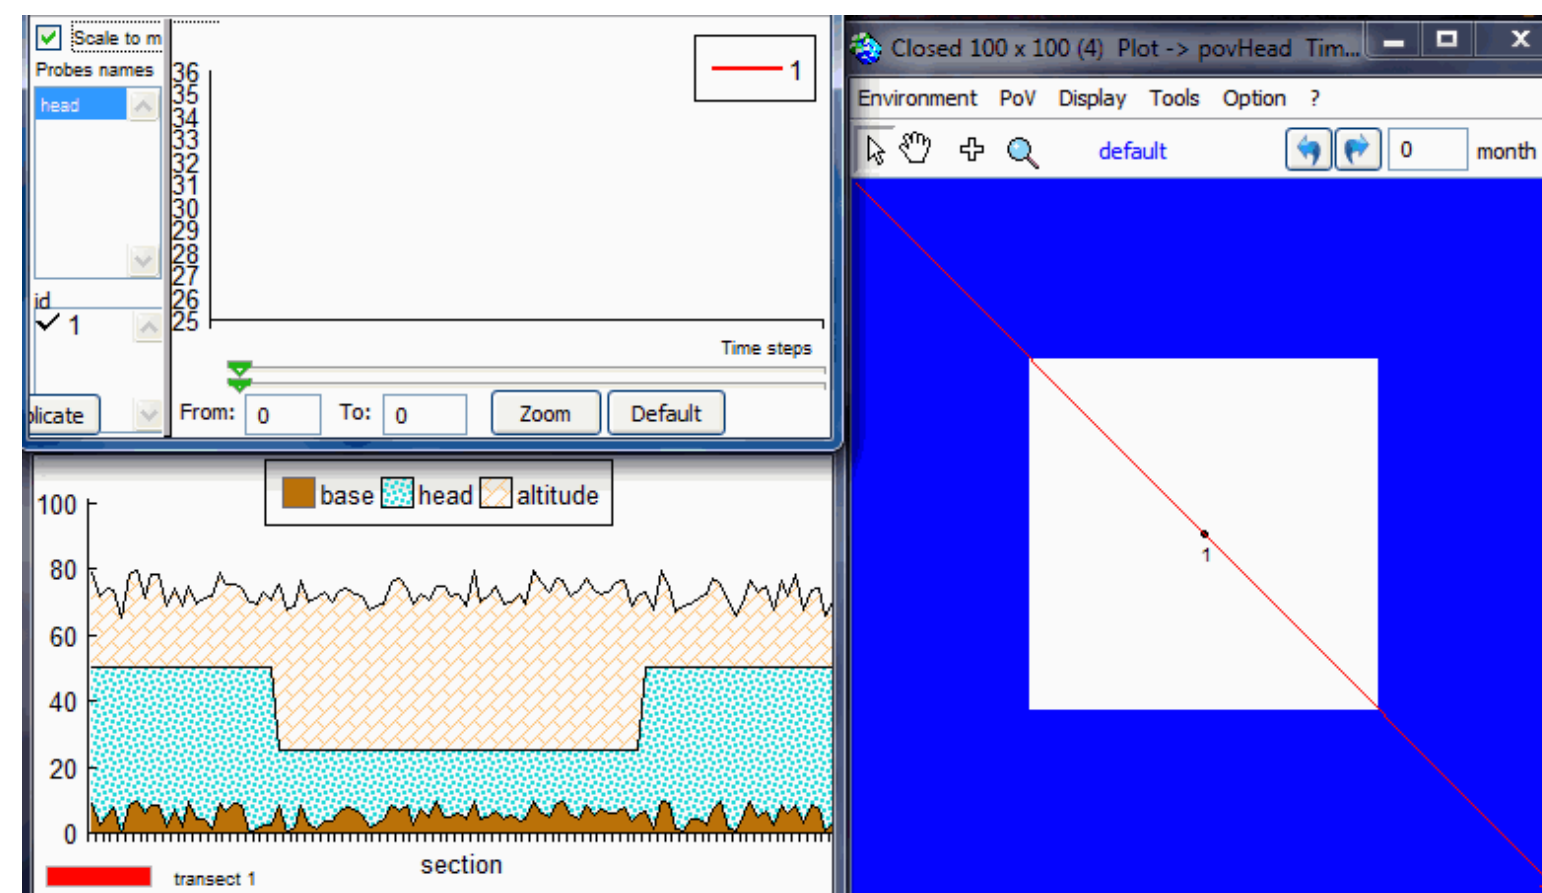 Scale to m
Probes names
head
id
1
plicate
36
35
34
33
32
31
30
29
28
27
26
25
1
Time steps
From: 0 To: 0 Zoom Default
base head altitude
100
80
60
40
20
0
section
transect 1
Closed 100 x 100 (4) Plot -> povHead Tim...
Environment PoV Display Tools Option ?
default 0 month
1